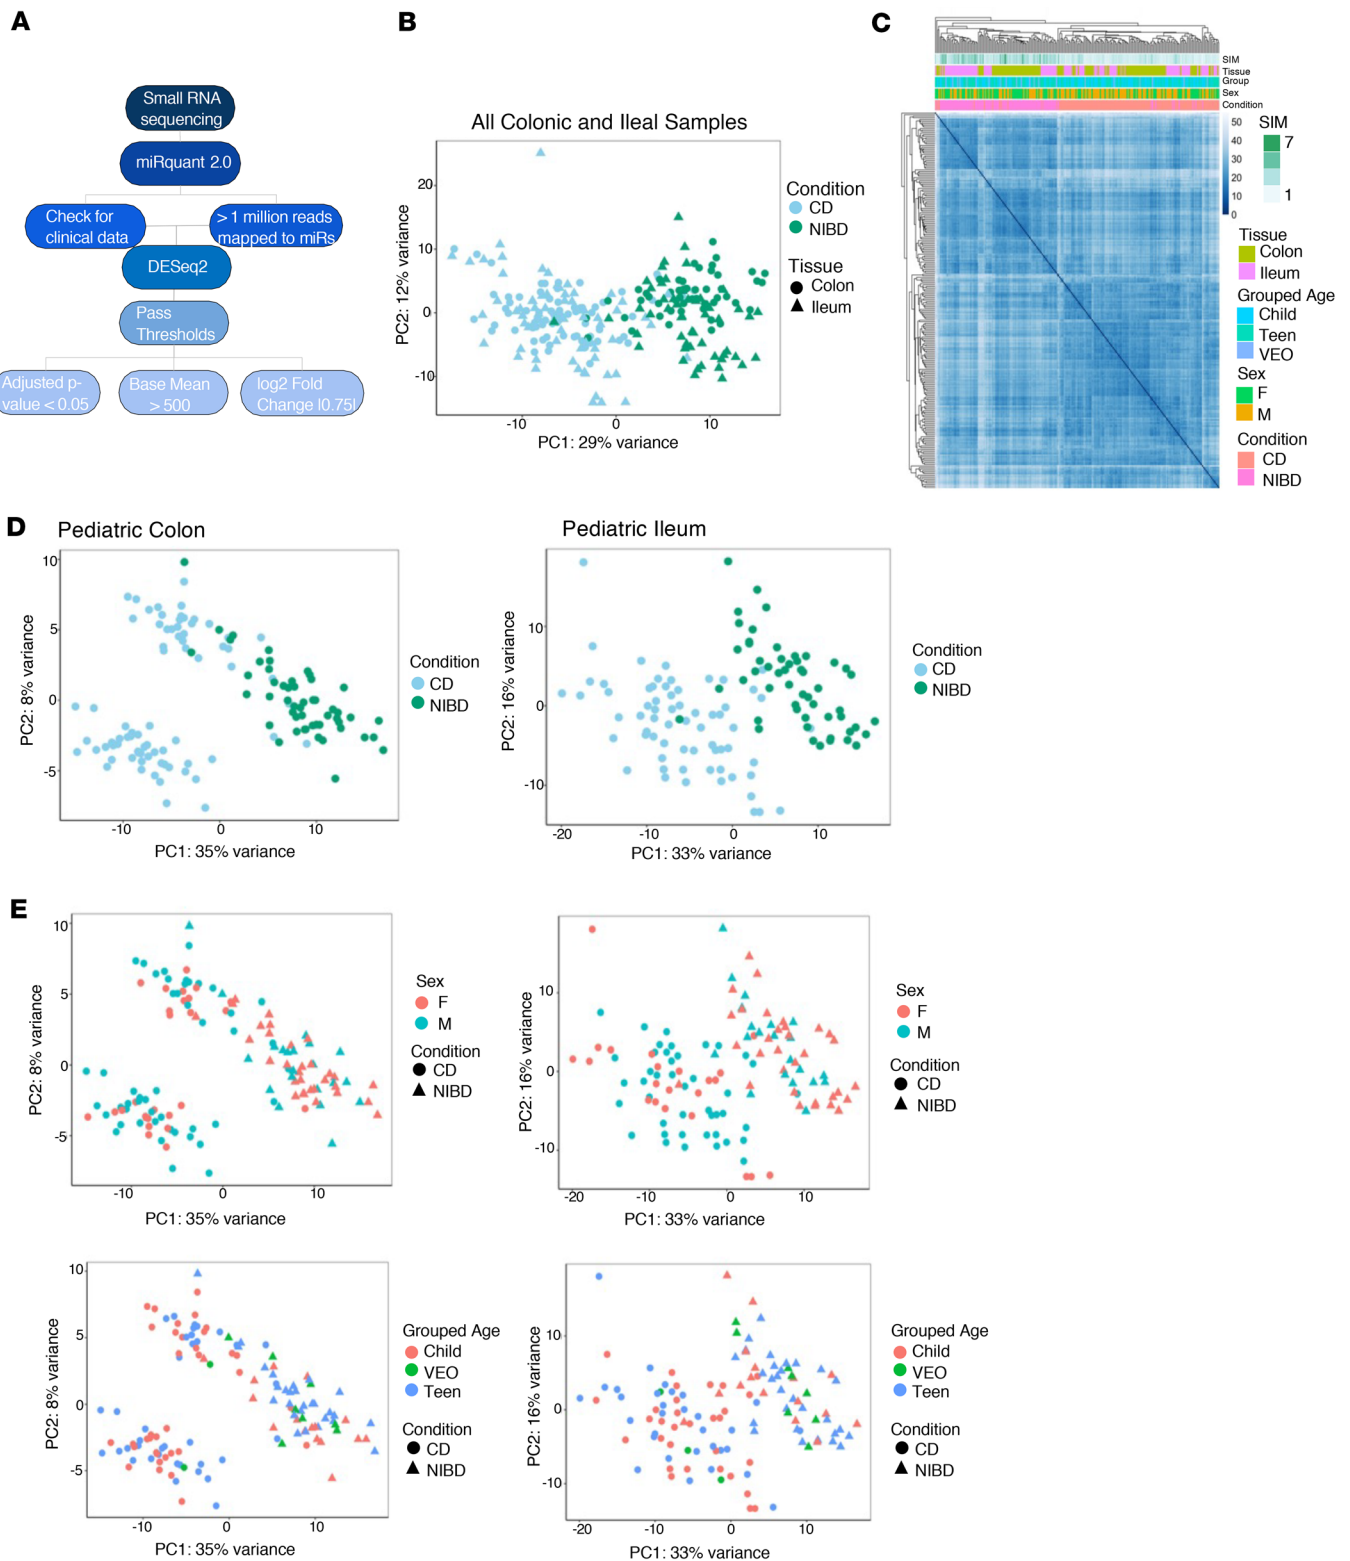 A
Small RNA
sequencing
miRquant 2.0
Check for
clinical data
> 1 million reads
mapped to miRs
DESeq2
Pass
Thresholds
Adjusted p-
value < 0.05
Base Mean
> 500
log2 Fold
Change |0.75|
B
All Colonic and Ileal Samples
PC2: 12% variance
20
10
0
-10
-10
0
10
PC1: 29% variance
Condition
CD
NIBD
Tissue
Colon
Ileum
C
SIM
Tissue
Group
Sex
Condition
50
40
30
20
10
0
SIM
7
1
Tissue
Colon
Ileum
Grouped Age
Child
Teen
VEO
Sex
F
M
Condition
CD
NIBD
D
Pediatric Colon
PC2: 8% variance
10
5
0
-5
-10
0
10
PC1: 35% variance
Condition
CD
NIBD
Pediatric Ileum
PC2: 16% variance
10
0
-10
-20
-10
0
10
PC1: 33% variance
Condition
CD
NIBD
E
PC2: 8% variance
10
5
0
-5
-10
0
10
PC1: 35% variance
Sex
F
M
Condition
CD
NIBD
PC2: 16% variance
10
0
-10
-20
-10
0
10
PC1: 33% variance
Sex
F
M
Condition
CD
NIBD
PC2: 8% variance
10
5
0
-5
-10
0
10
PC1: 35% variance
Grouped Age
Child
VEO
Teen
Condition
CD
NIBD
PC2: 16% variance
10
0
-10
-20
-10
0
10
PC1: 33% variance
Grouped Age
Child
VEO
Teen
Condition
CD
NIBD